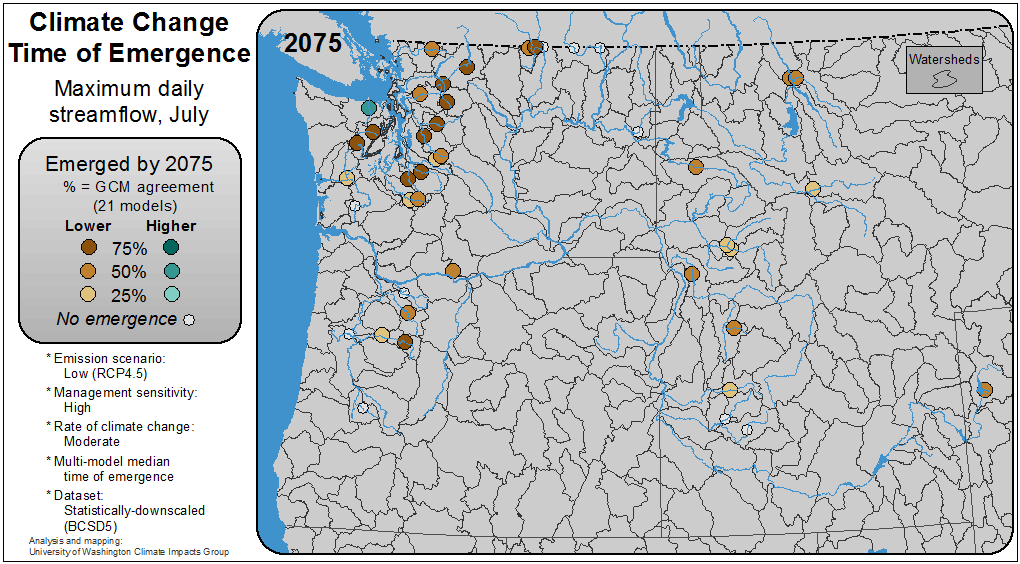 Climate Change
Time of Emergence
Maximum daily
streamflow, July
Emerged by 2075
% = GCM agreement
(21 models)
Lower Higher
75%
50%
25%
No emergence
* Emission scenario:
Low (RCP4.5)
* Management sensitivity:
High
* Rate of climate change:
Moderate
* Multi-model median
time of emergence
* Dataset:
Statistically-downscaled
(BCSD5)
Analysis and mapping:
University of Washington Climate Impacts Group
2075
Watersheds